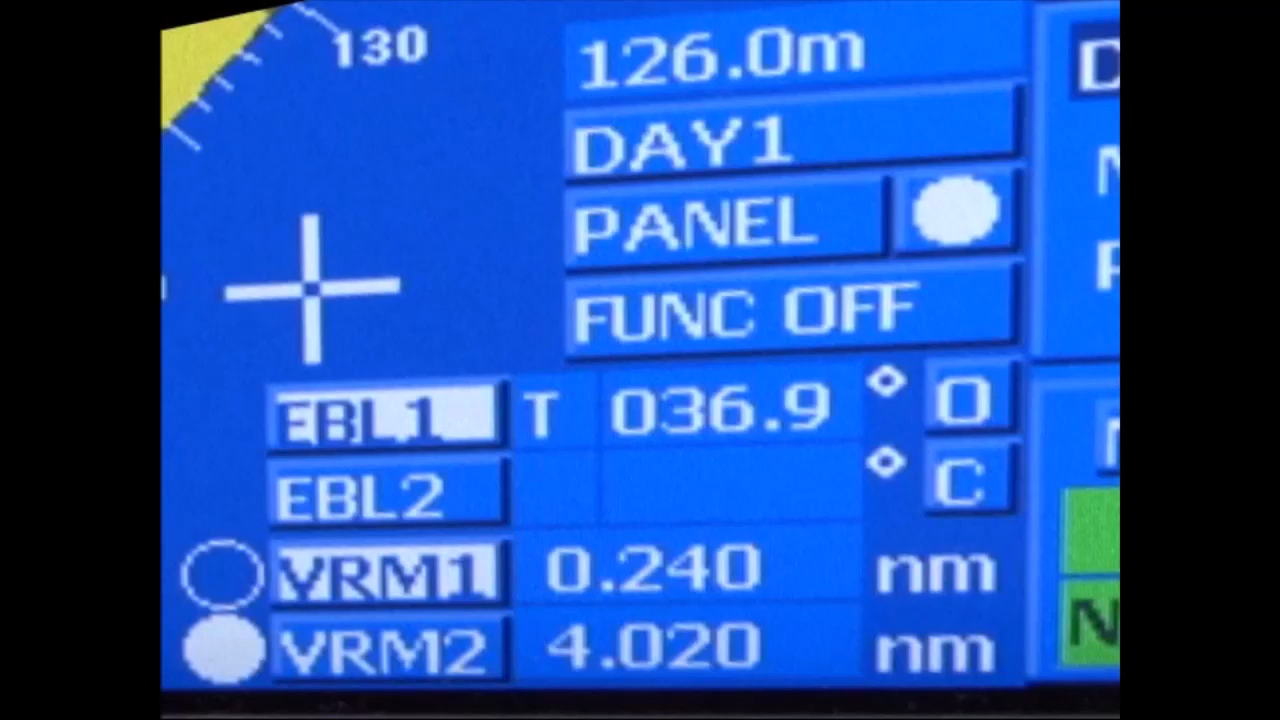 130
126.0m
DAY1
PANEL
FUNC OFF
EBL1 T 036.9 ° O
EBL2 ° C
VRM1 0.240 nm
VRM2 4.020 nm